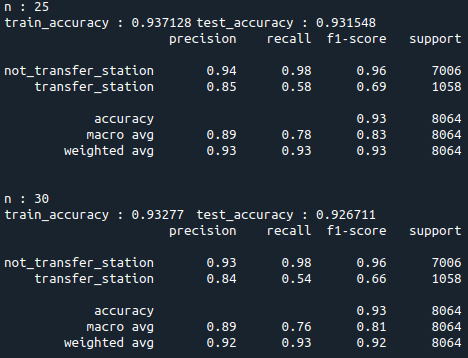 n : 25
train_accuracy : 0.937128 test_accuracy : 0.931548
precision recall f1-score support
not_transfer_station 0.94 0.98 0.96 7006
transfer_station 0.85 0.58 0.69 1058
accuracy 0.93 8064
macro avg 0.89 0.78 0.83 8064
weighted avg 0.93 0.93 0.93 8064
n : 30
train_accuracy : 0.93277 test_accuracy : 0.926711
precision recall f1-score support
not_transfer_station 0.93 0.98 0.96 7006
transfer_station 0.84 0.54 0.66 1058
accuracy 0.93 8064
macro avg 0.89 0.76 0.81 8064
weighted avg 0.92 0.93 0.92 8064